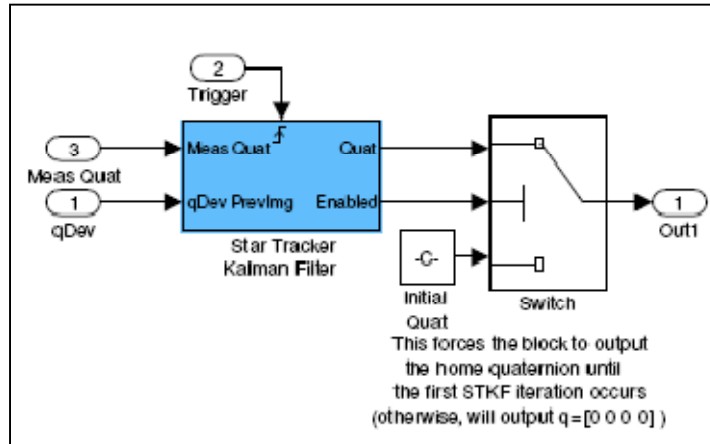 2
Trigger
3
Meas Quat
1
qDev
Meas Quat
Quat
qDev PrevImg
Enabled
Star Tracker
Kalman Filter
-C-
Initial
Quat
Switch
1
Out1
This forces the block to output
the home quaternion until
the first STKF iteration occurs
(otherwise, will output q=[0 0 0 0] )